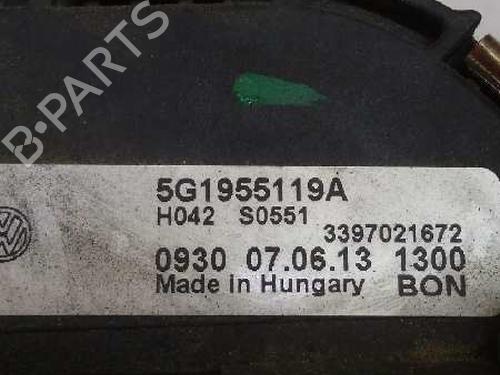 B-PARTS
5G1955119A
H042 S0551
3397021672
0930 07.06.13 1300
Made in Hungary BON